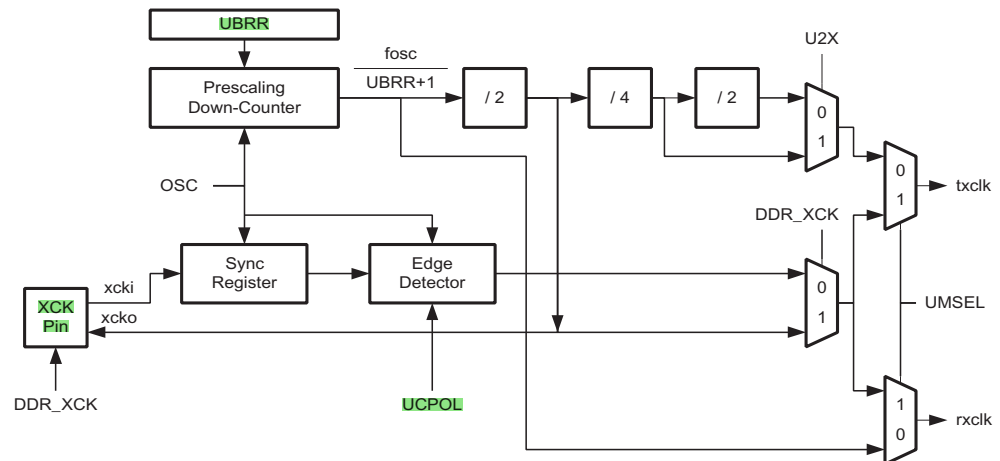 UBRR
U2X
fosc
Prescaling
Down-Counter
UBRR+1
/ 2
/ 4
/ 2
0
1
OSC
0
1
txclk
DDR_XCK
Sync
Register
Edge
Detector
xcki
0
1
XCK
Pin
xcko
UMSEL
DDR_XCK
UCPOL
1
0
rxclk